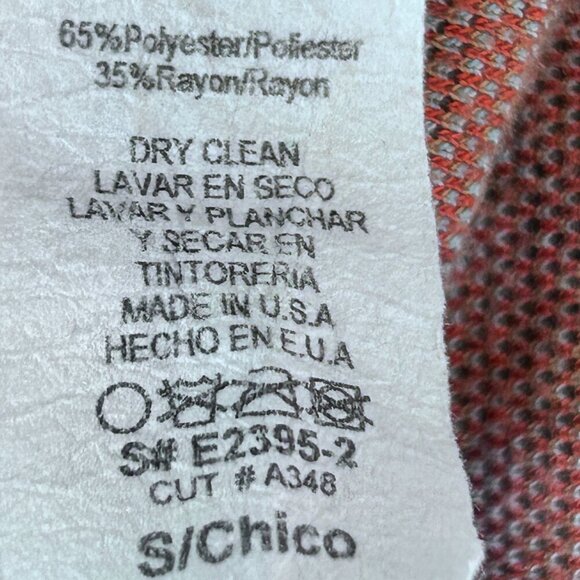 65%Polyester/Poliester
35%Rayon/Rayon
DRY CLEAN
LAVAR EN SECO
LAVAR Y PLANCHAR
Y SECAR EN
TINTORERIA
MADE IN U.S.A
HECHO EN E.U.A
S# E2395-2
CUT # A348
S/Chico